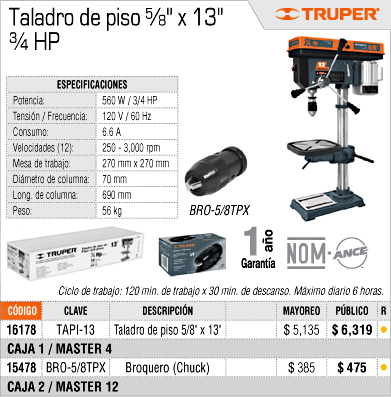 Taladro de piso 5/8" x 13"
3/4 HP
TRUPER®
ESPECIFICACIONES
Potencia: 560 W / 3/4 HP
Tensión / Frecuencia: 120 V / 60 Hz
Consumo: 6.6 A
Velocidades (12): 250 - 3,000 rpm
Mesa de trabajo: 270 mm x 270 mm
Diámetro de columna: 70 mm
Long. de columna: 690 mm
Peso: 56 kg
BRO-5/8TPX
TRUPER
Taladro de piso
13"
TRUPER
1 año
Garantía
NOM-ANCE
Ciclo de trabajo: 120 min. de trabajo x 30 min. de descanso. Máximo diario 6 horas.
CÓDIGO CLAVE DESCRIPCIÓN MAYOREO PÚBLICO R
16178 TAPI-13 Taladro de piso 5/8" x 13" $ 5,135 $ 6,319
CAJA 1 / MASTER 4
15478 BRO-5/8TPX Broquero (Chuck) $ 385 $ 475
CAJA 2 / MASTER 12